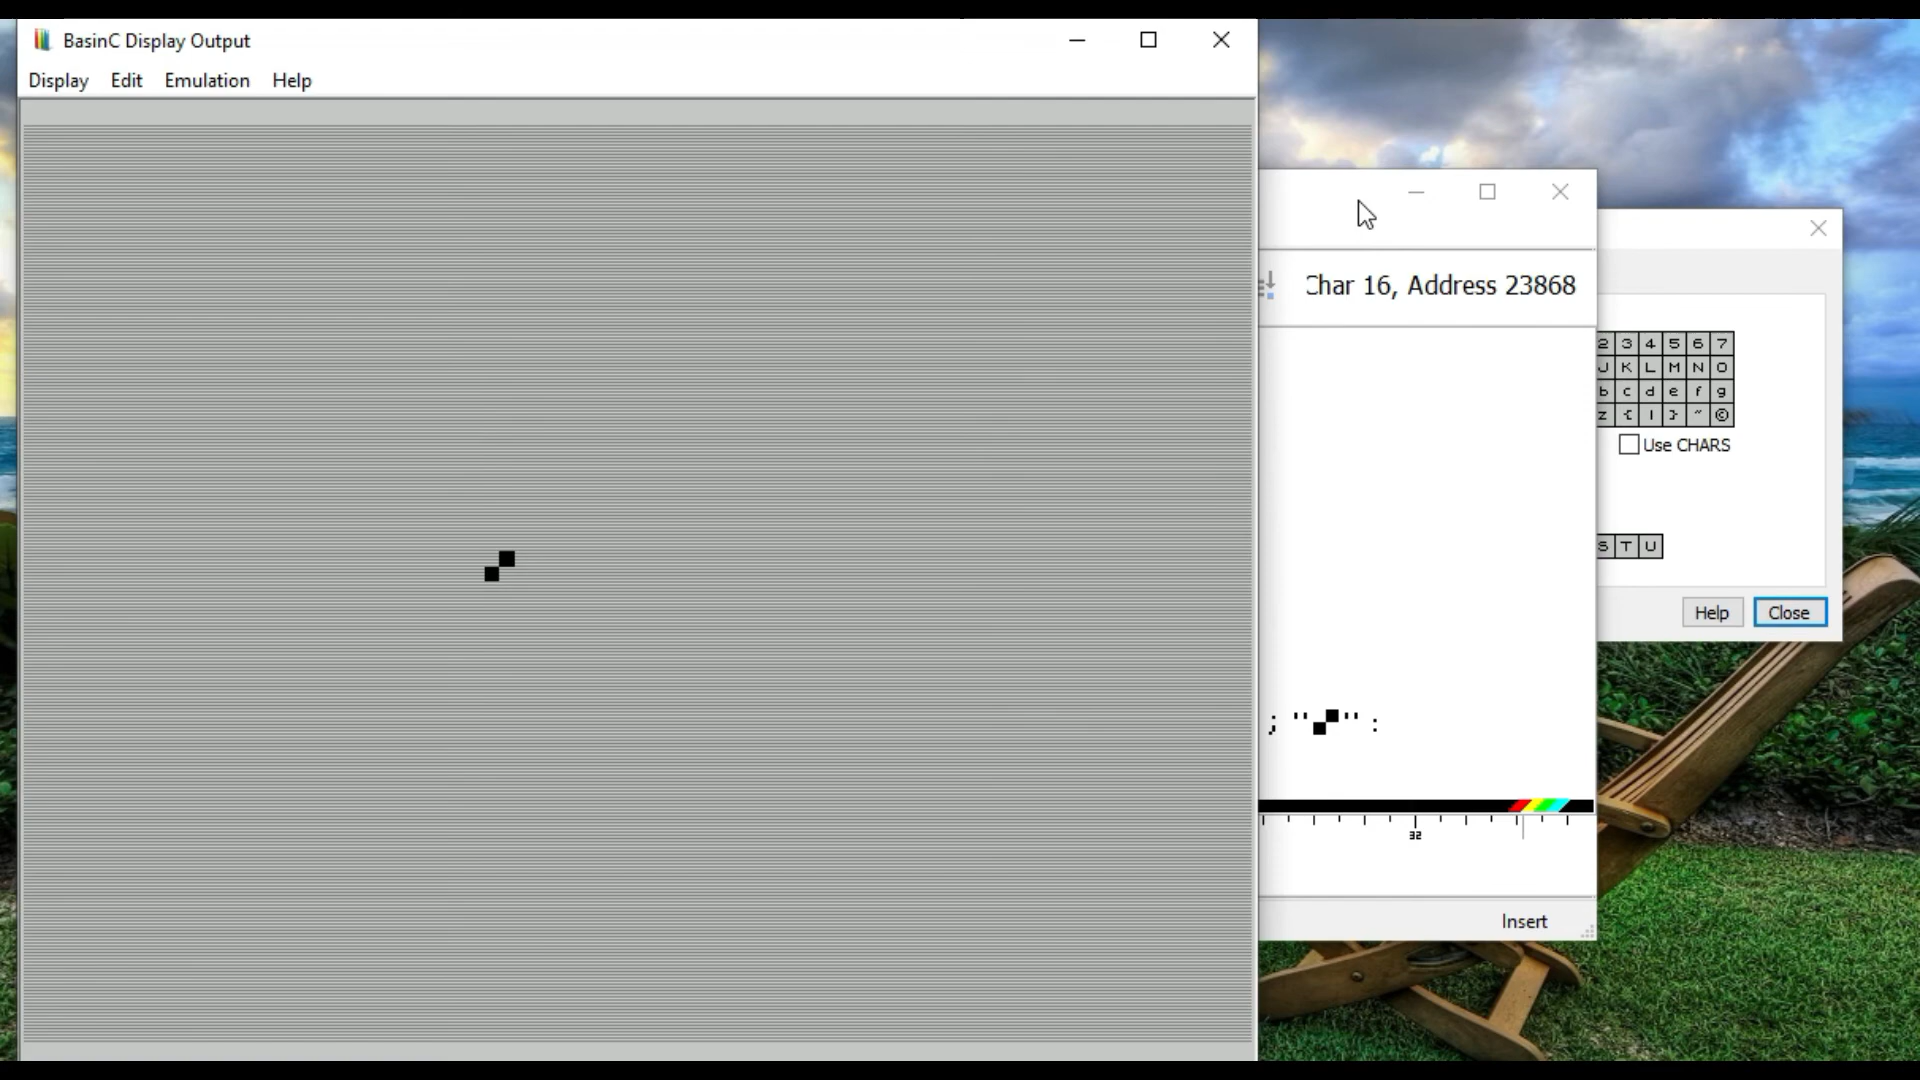 BasinC Display Output
Display Edit Emulation Help
Char 16, Address 23868
2 3 4 5 6 7
J K L M N O
b c d e f g
z { | } ~ ©
Use CHARS
S T U
Help Close
; "▞" :
32
Insert